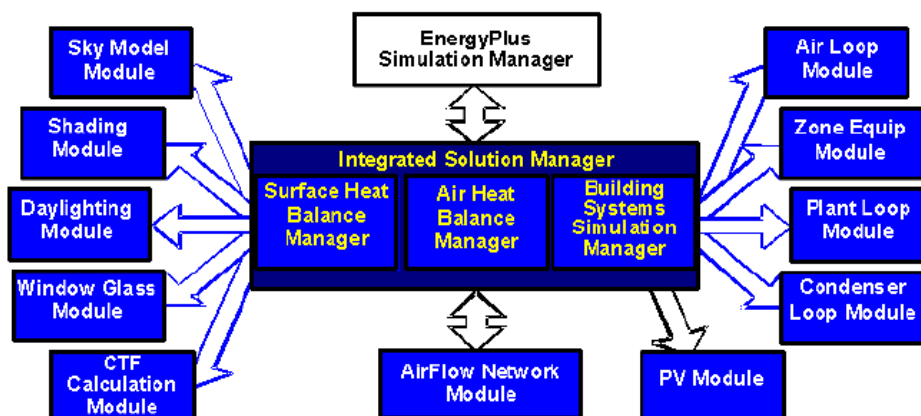 Sky Model
Module
EnergyPlus
Simulation Manager
Air Loop
Module
Shading
Module
Zone Equip
Module
Integrated Solution Manager
Surface Heat
Balance
Manager
Air Heat
Balance
Manager
Building
Systems
Simulation
Manager
Daylighting
Module
Plant Loop
Module
Window Glass
Module
Condenser
Loop Module
CTF
Calculation
Module
AirFlow Network
Module
PV Module